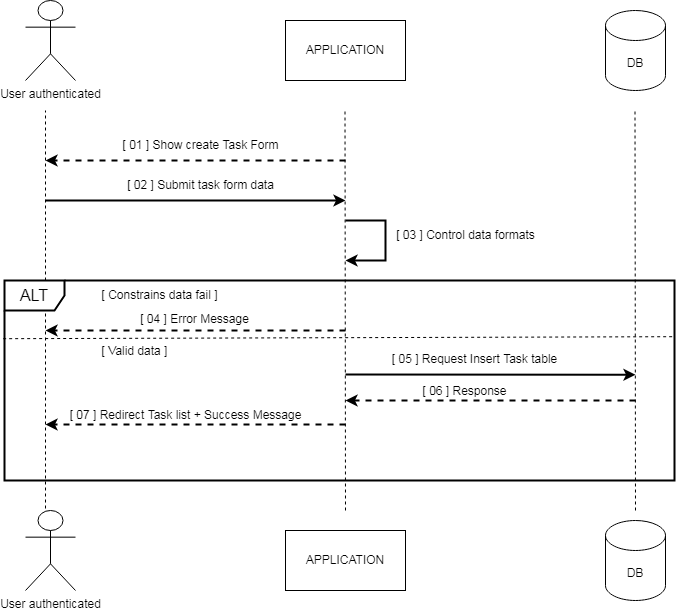 APPLICATION
DB
User authenticated
[ 01 ] Show create Task Form
[ 02 ] Submit task form data
[ 03 ] Control data formats
ALT
[ Constrains data fail ]
[ 04 ] Error Message
[ Valid data ]
[ 05 ] Request Insert Task table
[ 06 ] Response
[ 07 ] Redirect Task list + Success Message
APPLICATION
DB
User authenticated